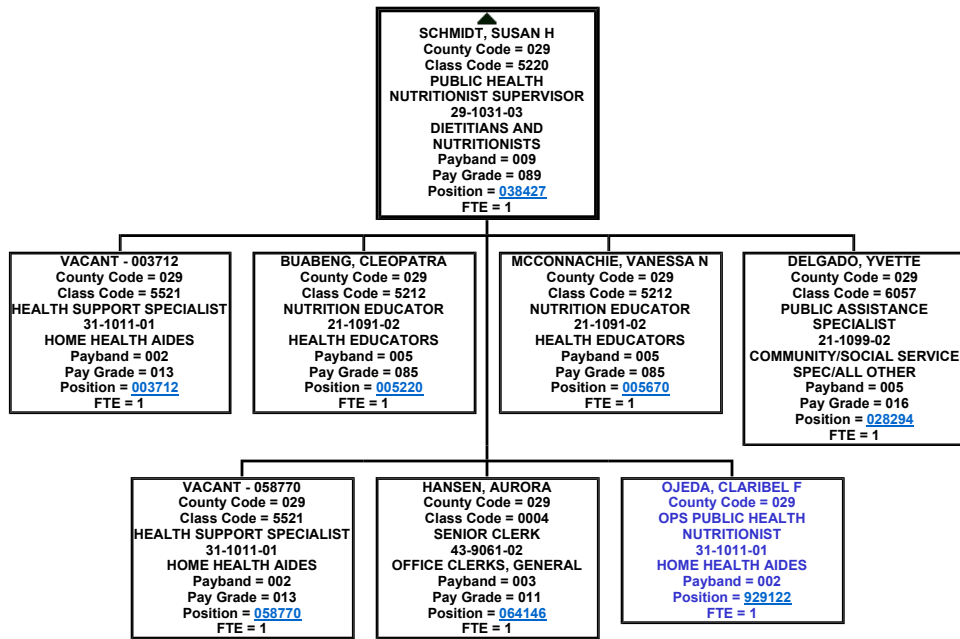 SCHMIDT, SUSAN H
County Code = 029
Class Code = 5220
PUBLIC HEALTH
NUTRITIONIST SUPERVISOR
29-1031-03
DIETITIANS AND
NUTRITIONISTS
Payband = 009
Pay Grade = 089
Position = 038427
FTE = 1
VACANT - 003712
County Code = 029
Class Code = 5521
HEALTH SUPPORT SPECIALIST
31-1011-01
HOME HEALTH AIDES
Payband = 002
Pay Grade = 013
Position = 003712
FTE = 1
BUABENG, CLEOPATRA
County Code = 029
Class Code = 5212
NUTRITION EDUCATOR
21-1091-02
HEALTH EDUCATORS
Payband = 005
Pay Grade = 085
Position = 005220
FTE = 1
MCCONNACHIE, VANESSA N
County Code = 029
Class Code = 5212
NUTRITION EDUCATOR
21-1091-02
HEALTH EDUCATORS
Payband = 005
Pay Grade = 085
Position = 005670
FTE = 1
DELGADO, YVETTE
County Code = 029
Class Code = 6057
PUBLIC ASSISTANCE
SPECIALIST
21-1099-02
COMMUNITY/SOCIAL SERVICE
SPEC/ALL OTHER
Payband = 005
Pay Grade = 016
Position = 028294
FTE = 1
VACANT - 058770
County Code = 029
Class Code = 5521
HEALTH SUPPORT SPECIALIST
31-1011-01
HOME HEALTH AIDES
Payband = 002
Pay Grade = 013
Position = 058770
FTE = 1
HANSEN, AURORA
County Code = 029
Class Code = 0004
SENIOR CLERK
43-9061-02
OFFICE CLERKS, GENERAL
Payband = 003
Pay Grade = 011
Position = 064146
FTE = 1
OJEDA, CLARIBEL F
County Code = 029
OPS PUBLIC HEALTH
NUTRITIONIST
31-1011-01
HOME HEALTH AIDES
Payband = 002
Position = 929122
FTE = 1